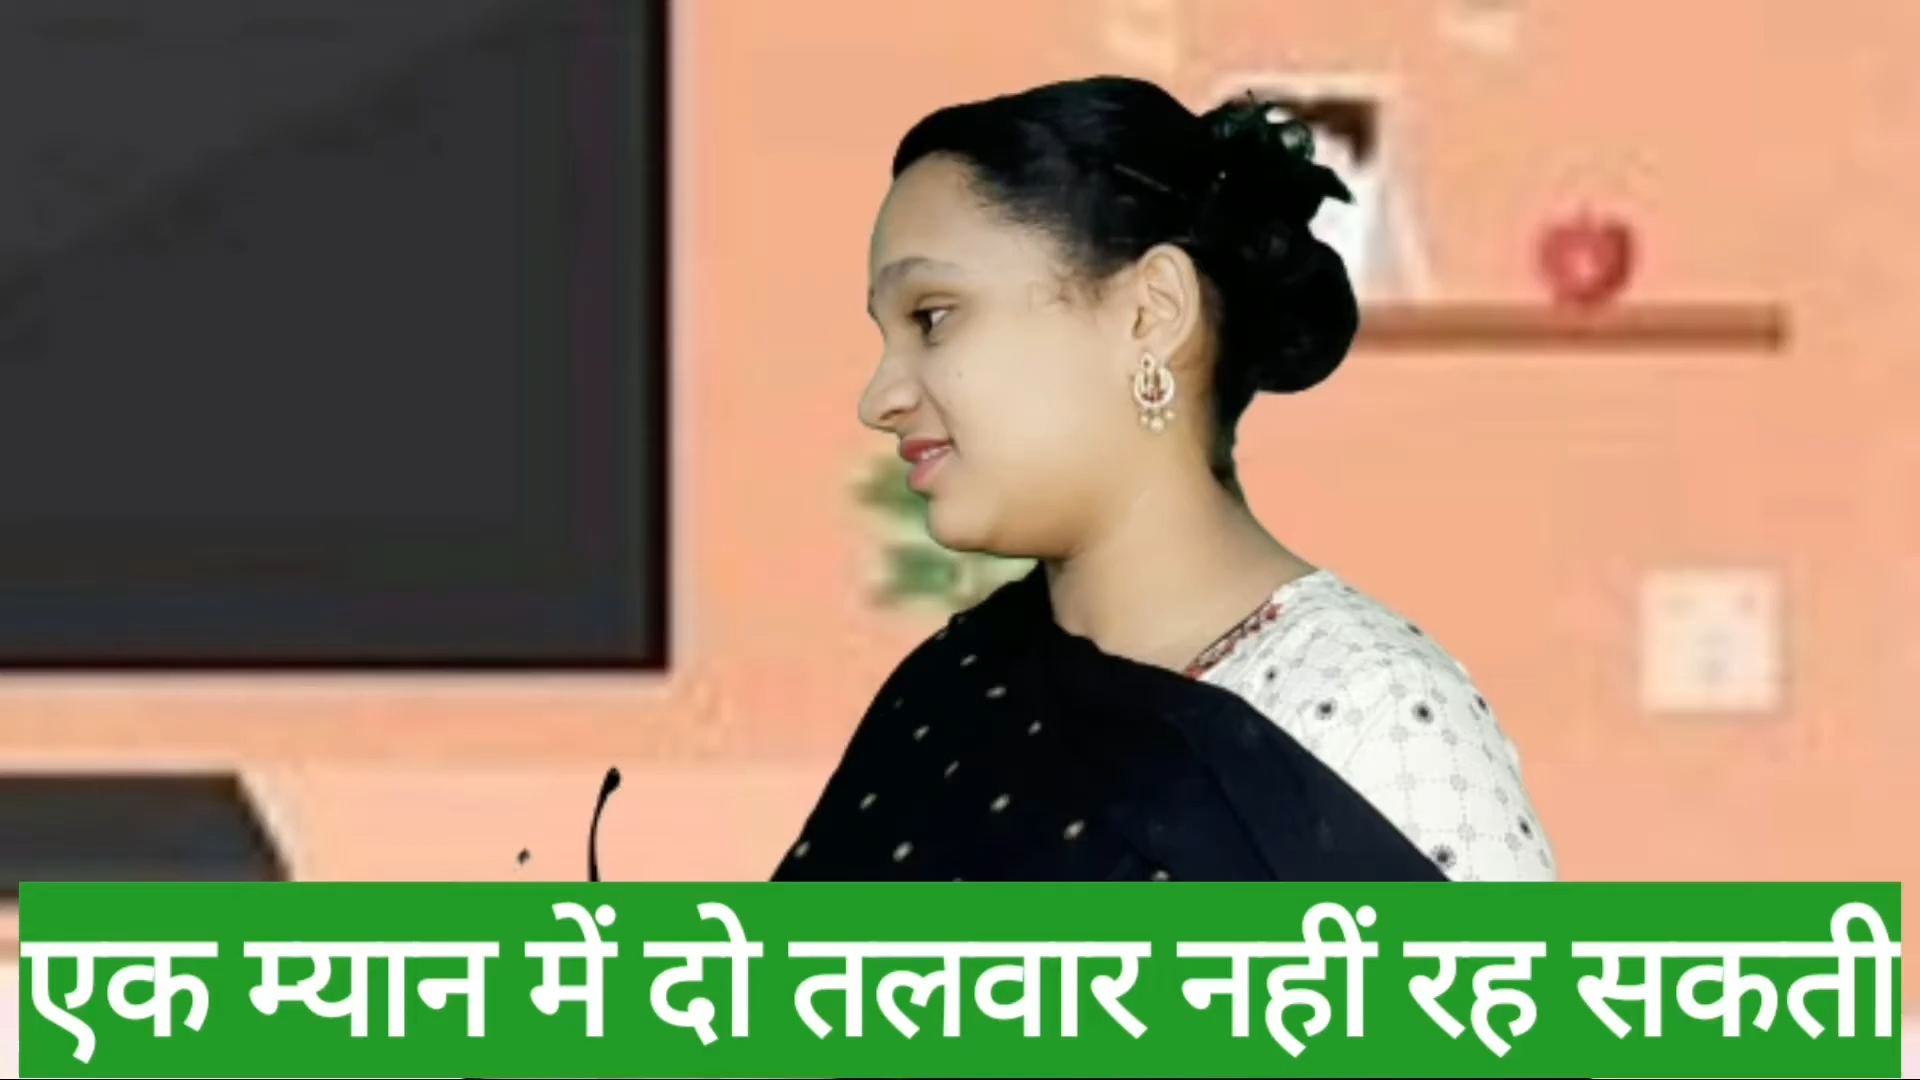 एक म्यान में दो तलवार नहीं रह सकती